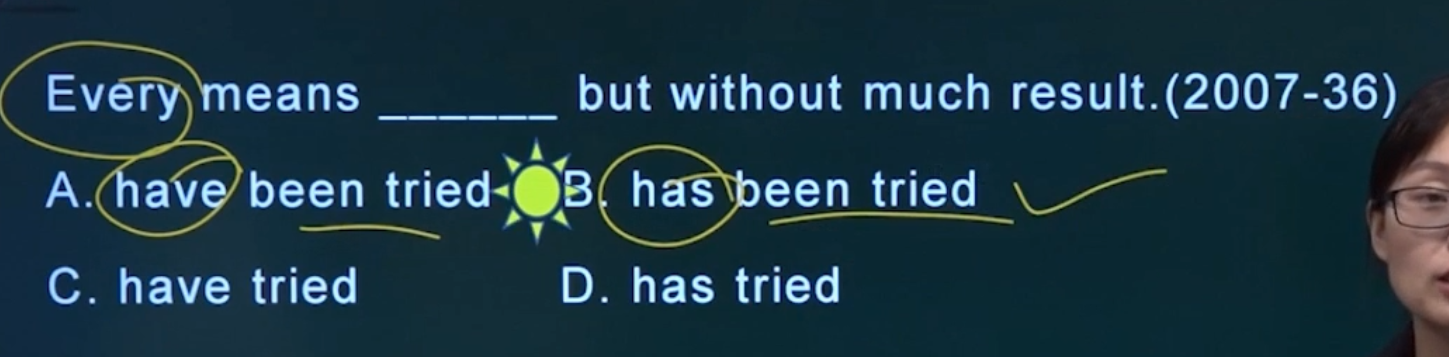 Every means ______ but without much result.(2007-36)
A. have been tried B. has been tried
C. have tried D. has tried